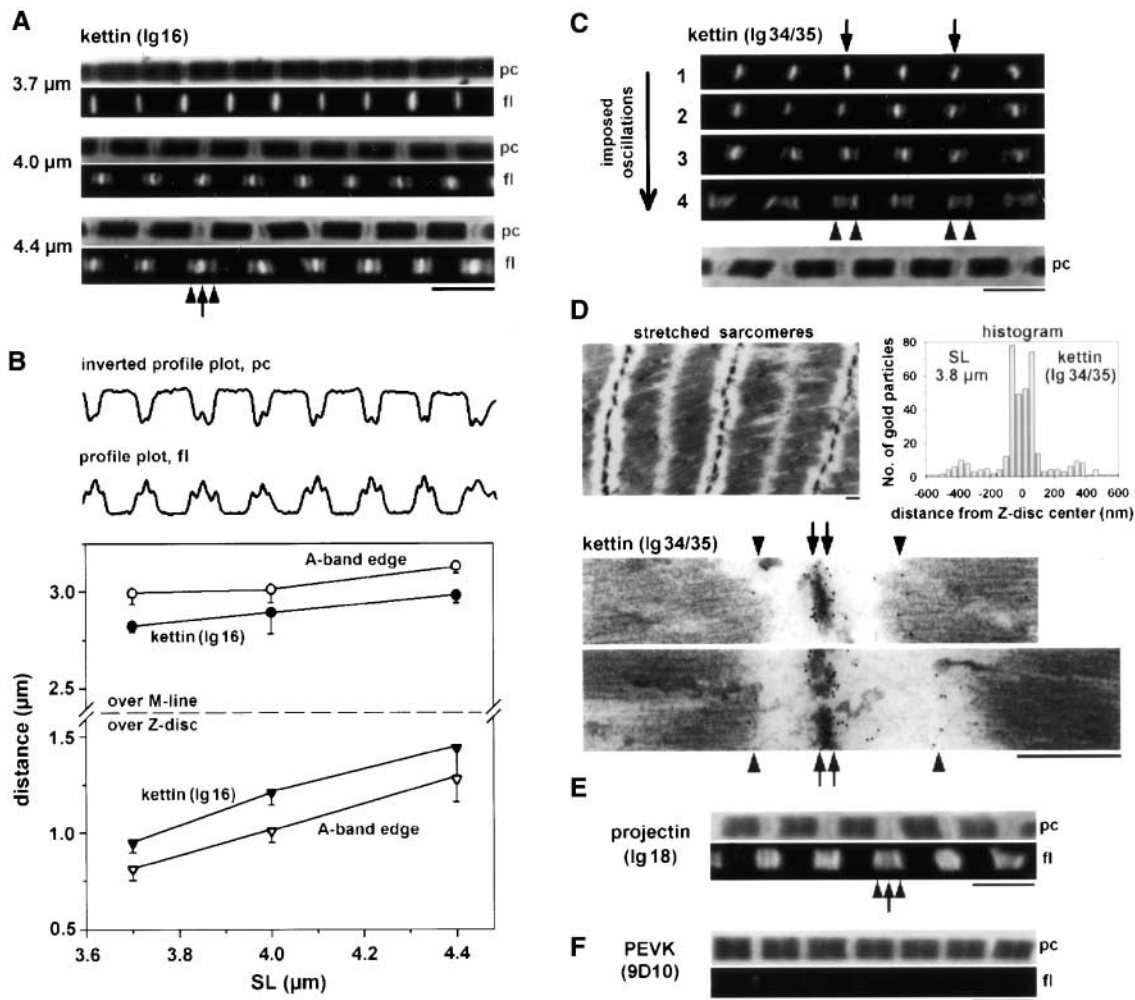 A
kettin (Ig16)
3.7 µm
pc
fl
4.0 µm
pc
fl
4.4 µm
pc
fl
B
inverted profile plot, pc
profile plot, fl
distance (µm)
3.0
2.5
1.5
1.0
0.5
A-band edge
kettin (Ig 16)
over M-line
over Z-disc
kettin (Ig 16)
A-band edge
3.6
3.8
4.0
4.2
4.4
SL (µm)
C
kettin (Ig 34/35)
imposed
oscillations
1
2
3
4
pc
D
stretched sarcomeres
histogram
No. of gold particles
80
60
40
20
0
SL
3.8 µm
kettin
(Ig 34/35)
-600
-400
-200
0
200
400
600
distance from Z-disc center (nm)
kettin (Ig 34/35)
E
projectin
(Ig 18)
pc
fl
F
PEVK
(9D10)
pc
fl